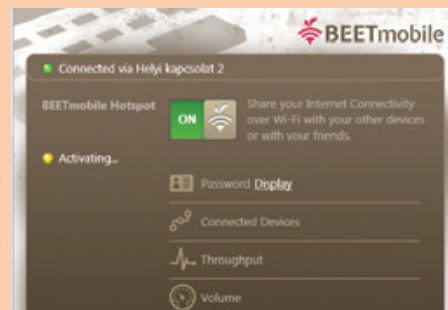 BEETmobile
Connected via Helyi kapcsolat 2
BEETmobile Hotspot
ON
Share your Internet Connectivity
over Wi-Fi with your other devices
or with your friends.
Activating...
Password Display
Connected Devices
Throughput
Volume